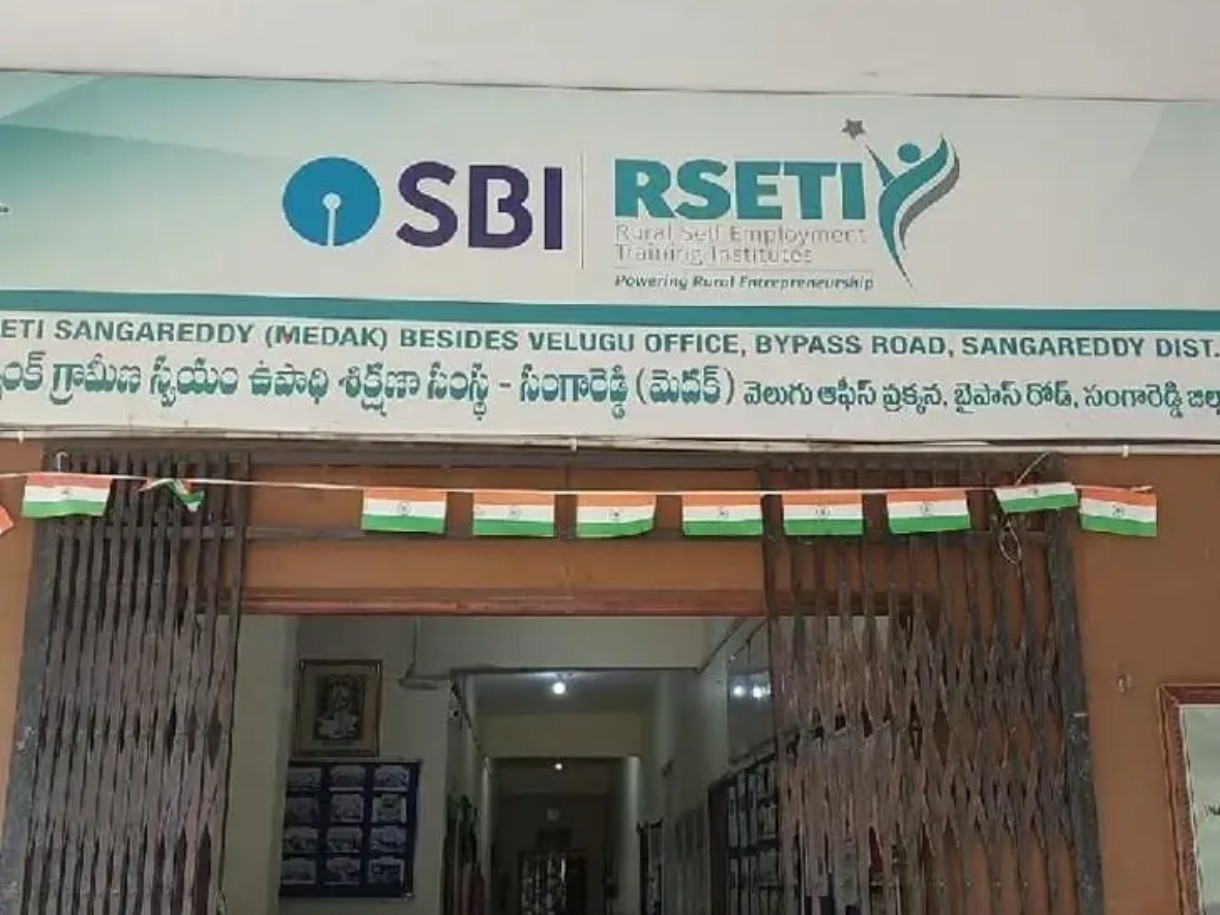 SBI
RSETI
Rural Self Employment
Training Institutes
Powering Rural Entrepreneurship
ETI SANGAREDDY (MEDAK) BESIDES VELUGU OFFICE, BYPASS ROAD, SANGAREDDY DIST.
ంక్ గ్రామీణ స్వయం ఉపాధి శిక్షణా సంస్థ - సంగారెడ్డి (మెదక్) వెలుగు ఆఫీస్ ప్రక్కన, బైపాస్ రోడ్, సంగారెడ్డి జిల్లా